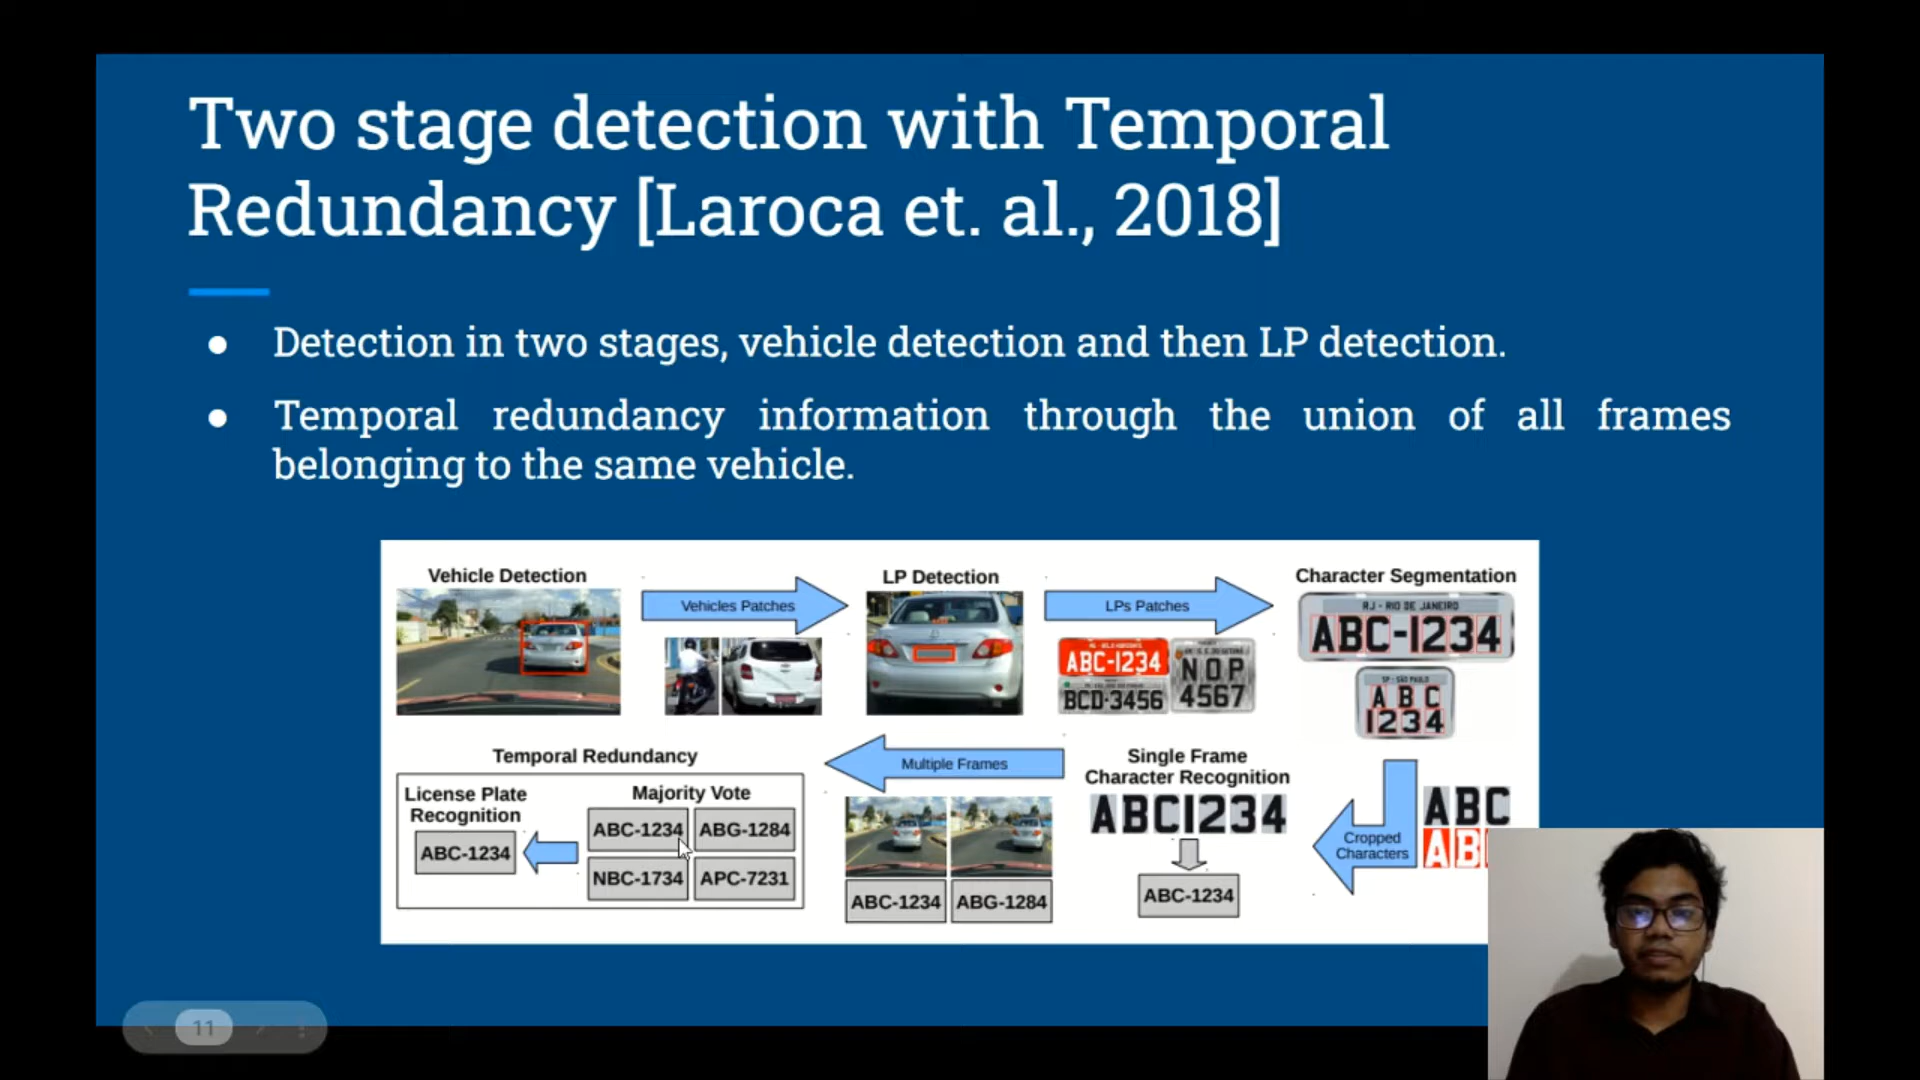 Two stage detection with Temporal
Redundancy [Laroca et. al., 2018]
● Detection in two stages, vehicle detection and then LP detection.
● Temporal redundancy information through the union of all frames
belonging to the same vehicle.
Vehicle Detection
Vehicles Patches
LP Detection
LPs Patches
ABC-1234
BCD-3456
NOP
4567
Character Segmentation
RJ - RIO DE JANEIRO
ABC-1234
SP - SÃO PAULO
ABC
1234
Cropped
Characters
ABC
AB
Single Frame
Character Recognition
ABC1234
ABC-1234
Multiple Frames
ABC-1234 ABG-1284
Temporal Redundancy
Majority Vote
ABC-1234 ABG-1284
NBC-1734 APC-7231
License Plate
Recognition
ABC-1234
11